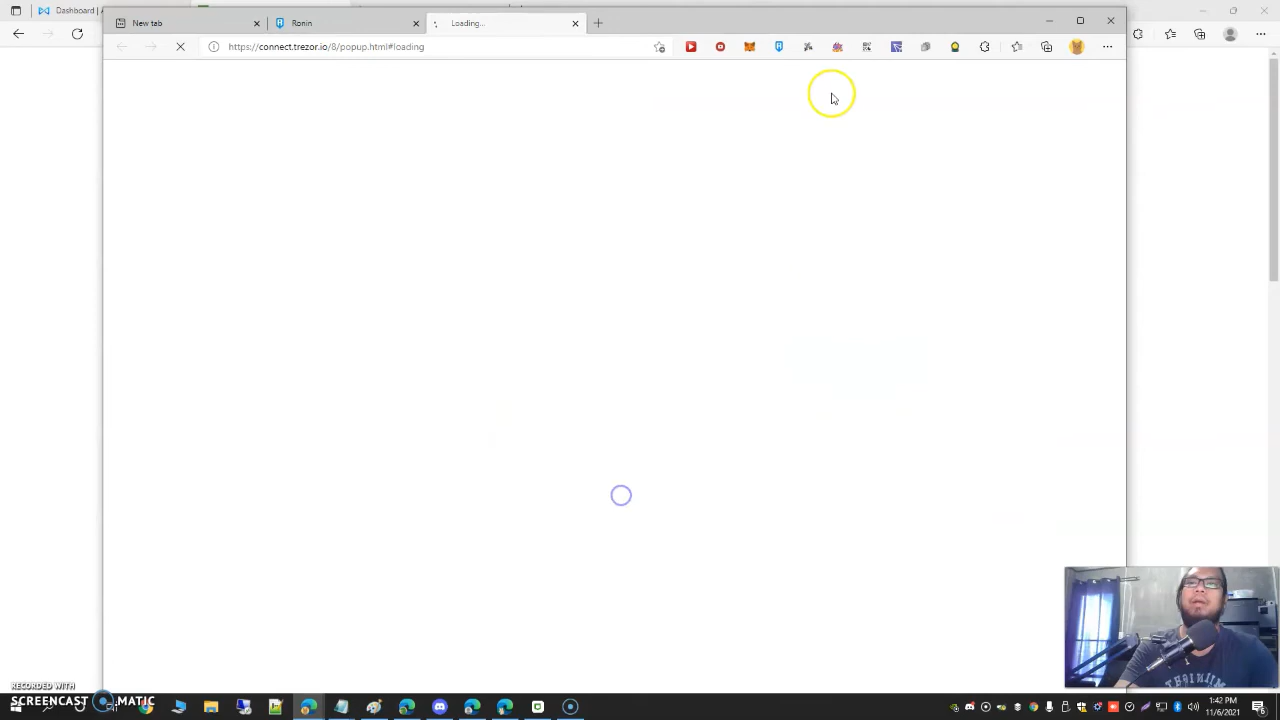 Dashboard | A
New tab
Ronin
Loading...
https://connect.trezor.io/8/popup.html#loading
RECORDED WITH
SCREENCAST MATIC
1:42 PM
11/6/2021